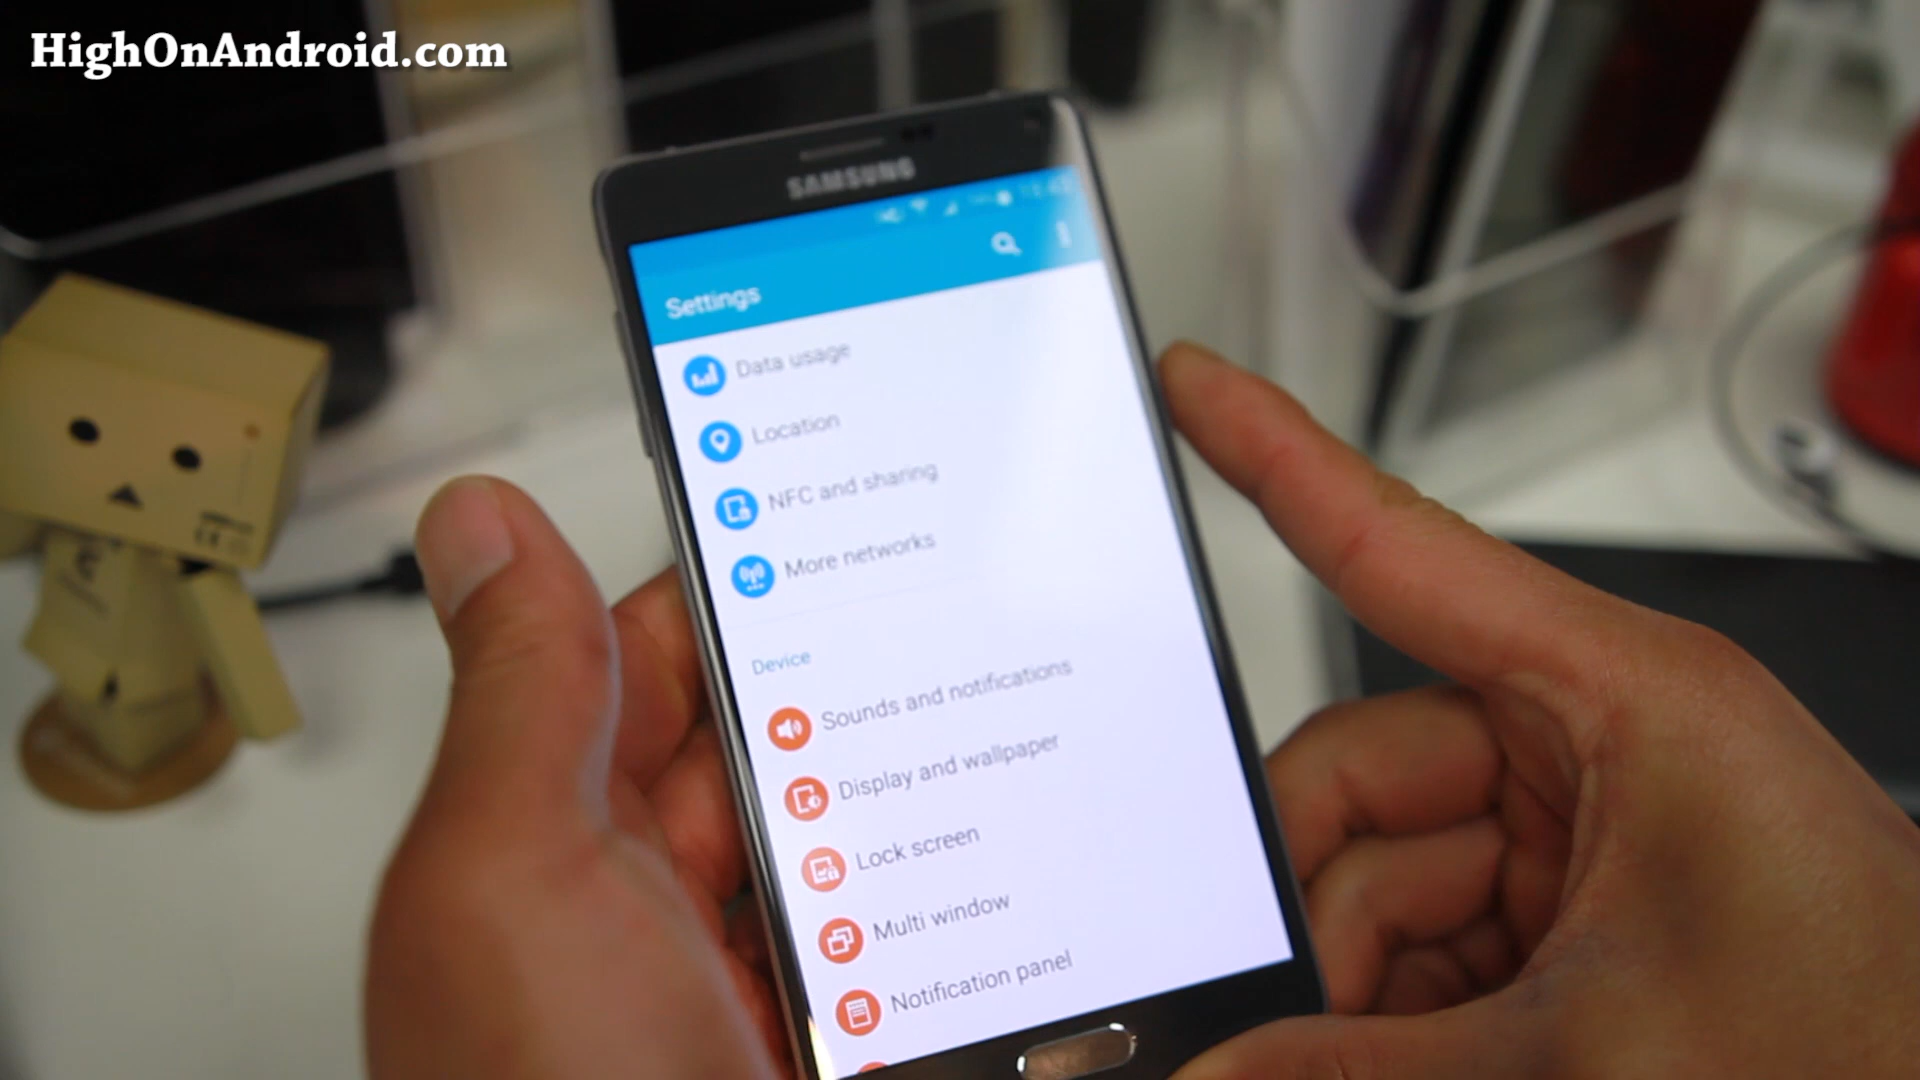 HighOnAndroid.com
SAMSUNG
Settings
Data usage
Location
NFC and sharing
More networks
Device
Sounds and notifications
Display and wallpaper
Lock screen
Multi window
Notification panel